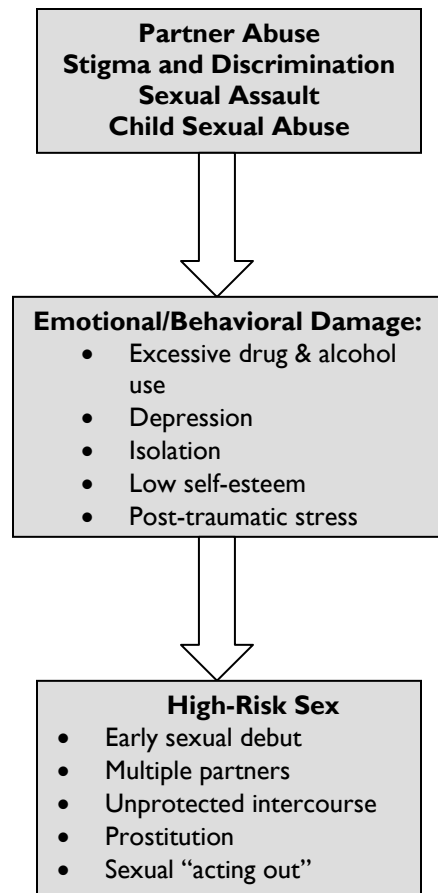 Partner Abuse
Stigma and Discrimination
Sexual Assault
Child Sexual Abuse
Emotional/Behavioral Damage:
• Excessive drug & alcohol
use
• Depression
• Isolation
• Low self-esteem
• Post-traumatic stress
High-Risk Sex
• Early sexual debut
• Multiple partners
• Unprotected intercourse
• Prostitution
• Sexual “acting out”